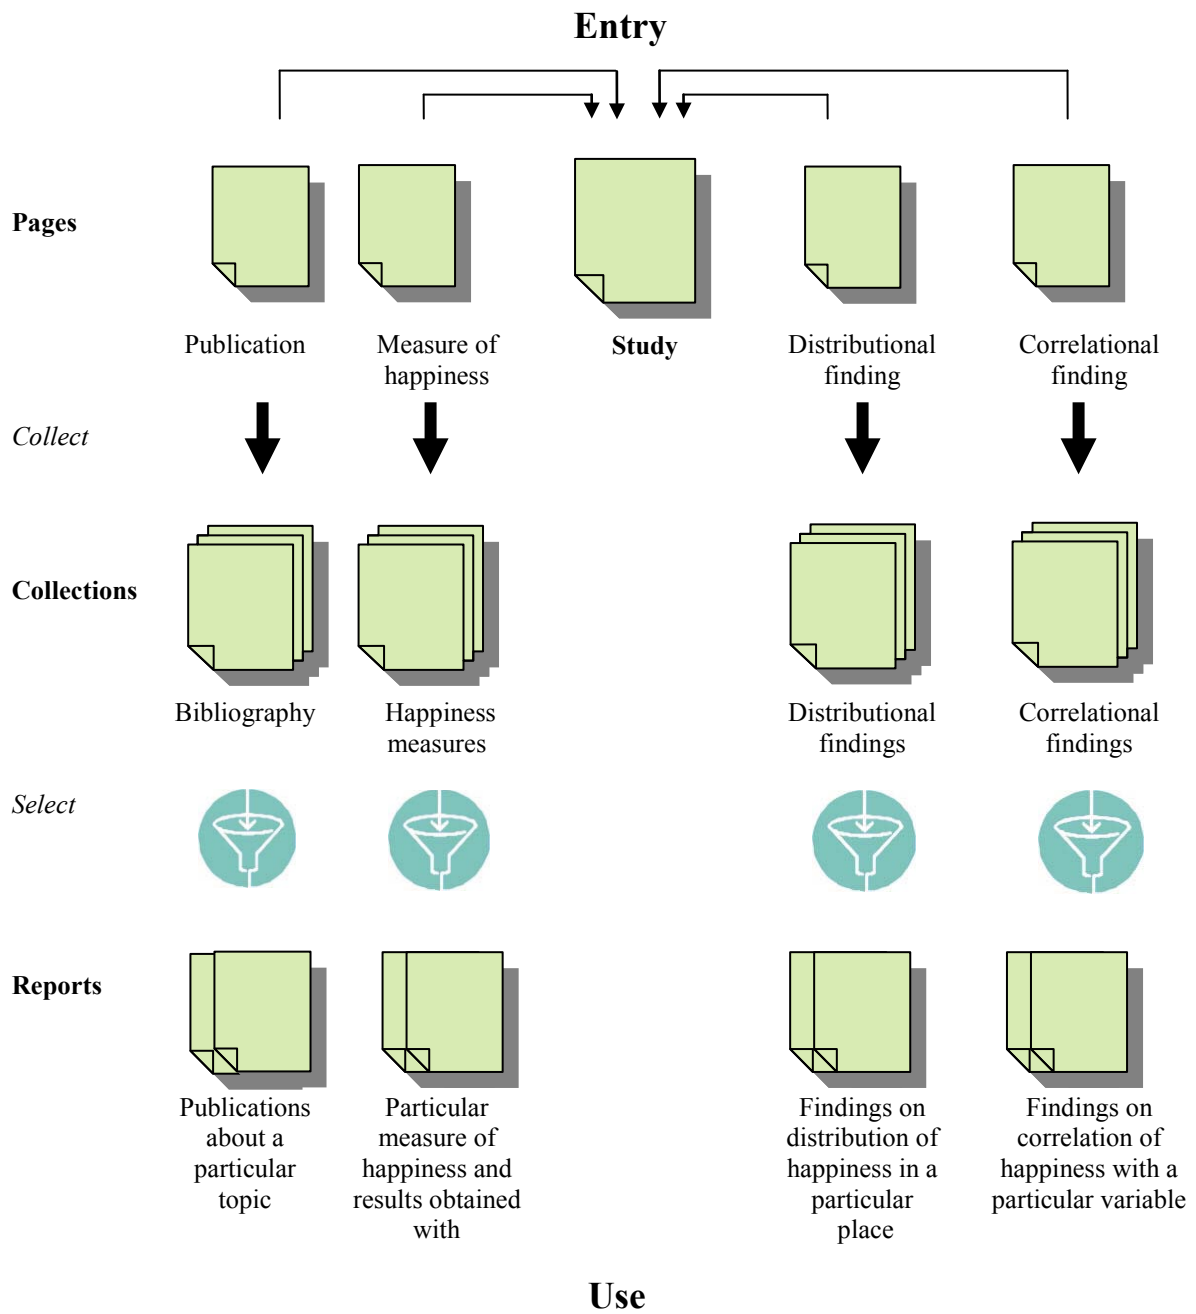 Entry
Pages
Publication
Measure of
happiness
Study
Distributional
finding
Correlational
finding
Collect
Collections
Bibliography
Happiness
measures
Distributional
findings
Correlational
findings
Select
Reports
Publications
about a
particular
topic
Particular
measure of
happiness and
results obtained
with
Findings on
distribution of
happiness in a
particular
place
Findings on
correlation of
happiness with a
particular variable
Use